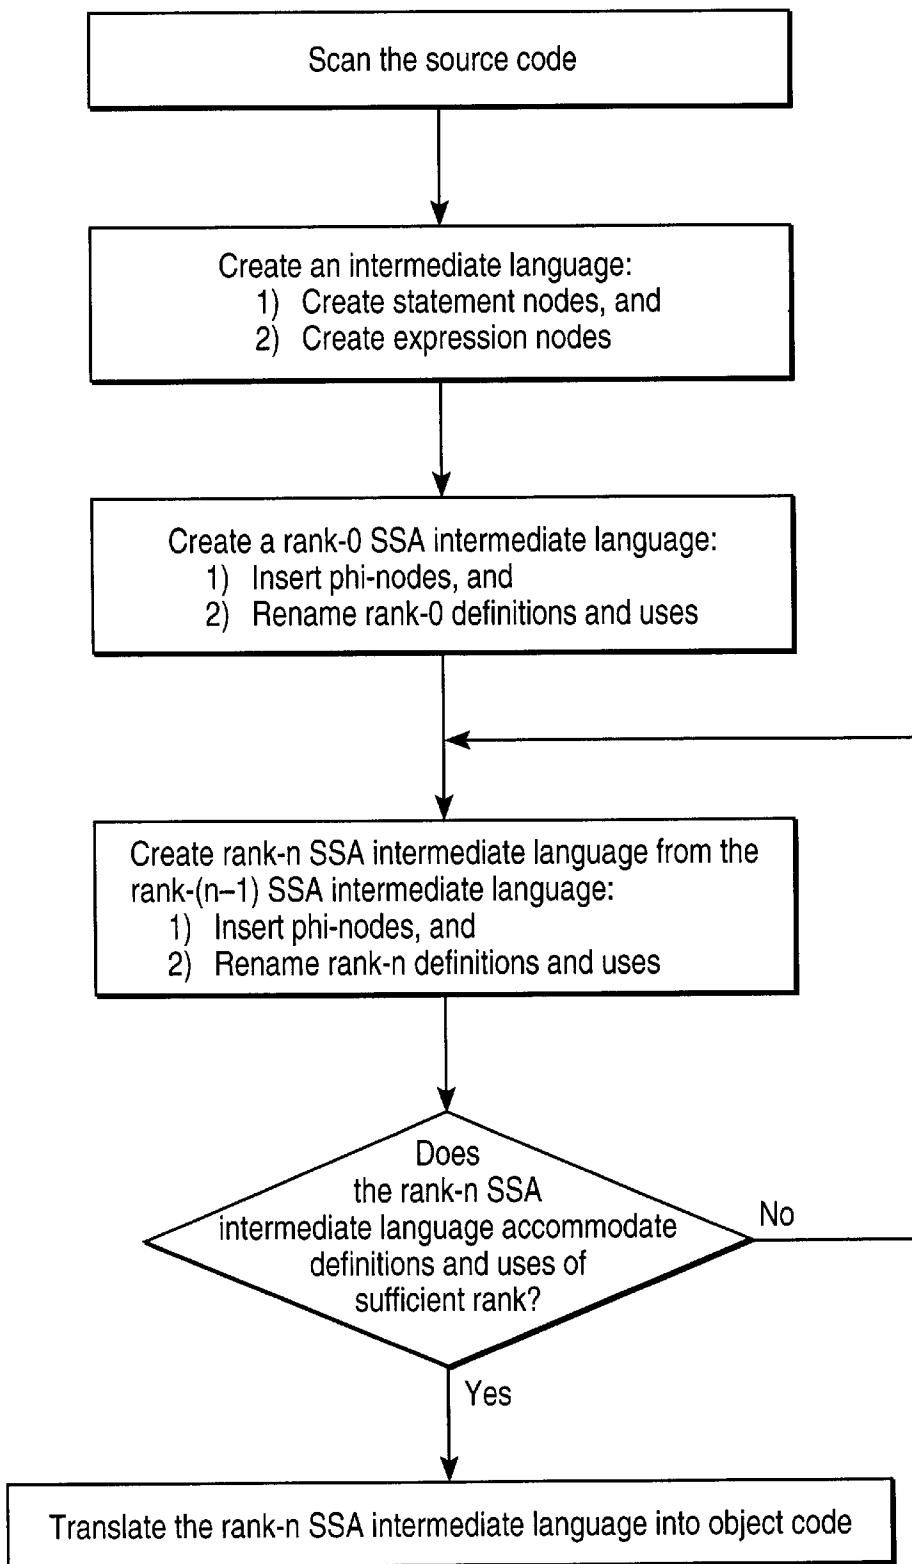 Scan the source code
Create an intermediate language:
1) Create statement nodes, and
2) Create expression nodes
Create a rank-0 SSA intermediate language:
1) Insert phi-nodes, and
2) Rename rank-0 definitions and uses
Create rank-n SSA intermediate language from the
rank-(n–1) SSA intermediate language:
1) Insert phi-nodes, and
2) Rename rank-n definitions and uses
Does
the rank-n SSA
intermediate language accommodate
definitions and uses of
sufficient rank?
No
Yes
Translate the rank-n SSA intermediate language into object code